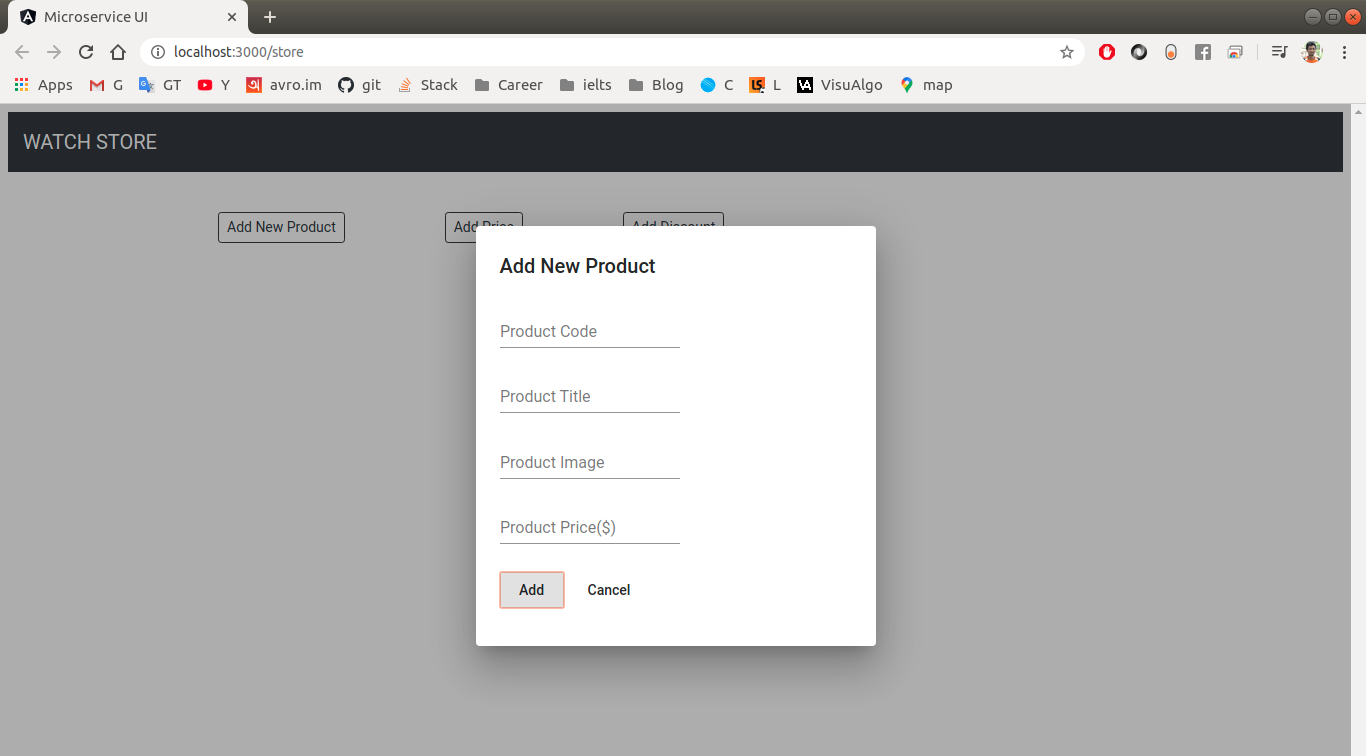 Microservice UI
localhost:3000/store
Apps G GT Y avro.im git Stack Career ielts Blog C L VisuAlgo map
WATCH STORE
Add New Product Add Price Add Discount
Add New Product
Product Code
Product Title
Product Image
Product Price($)
Add Cancel